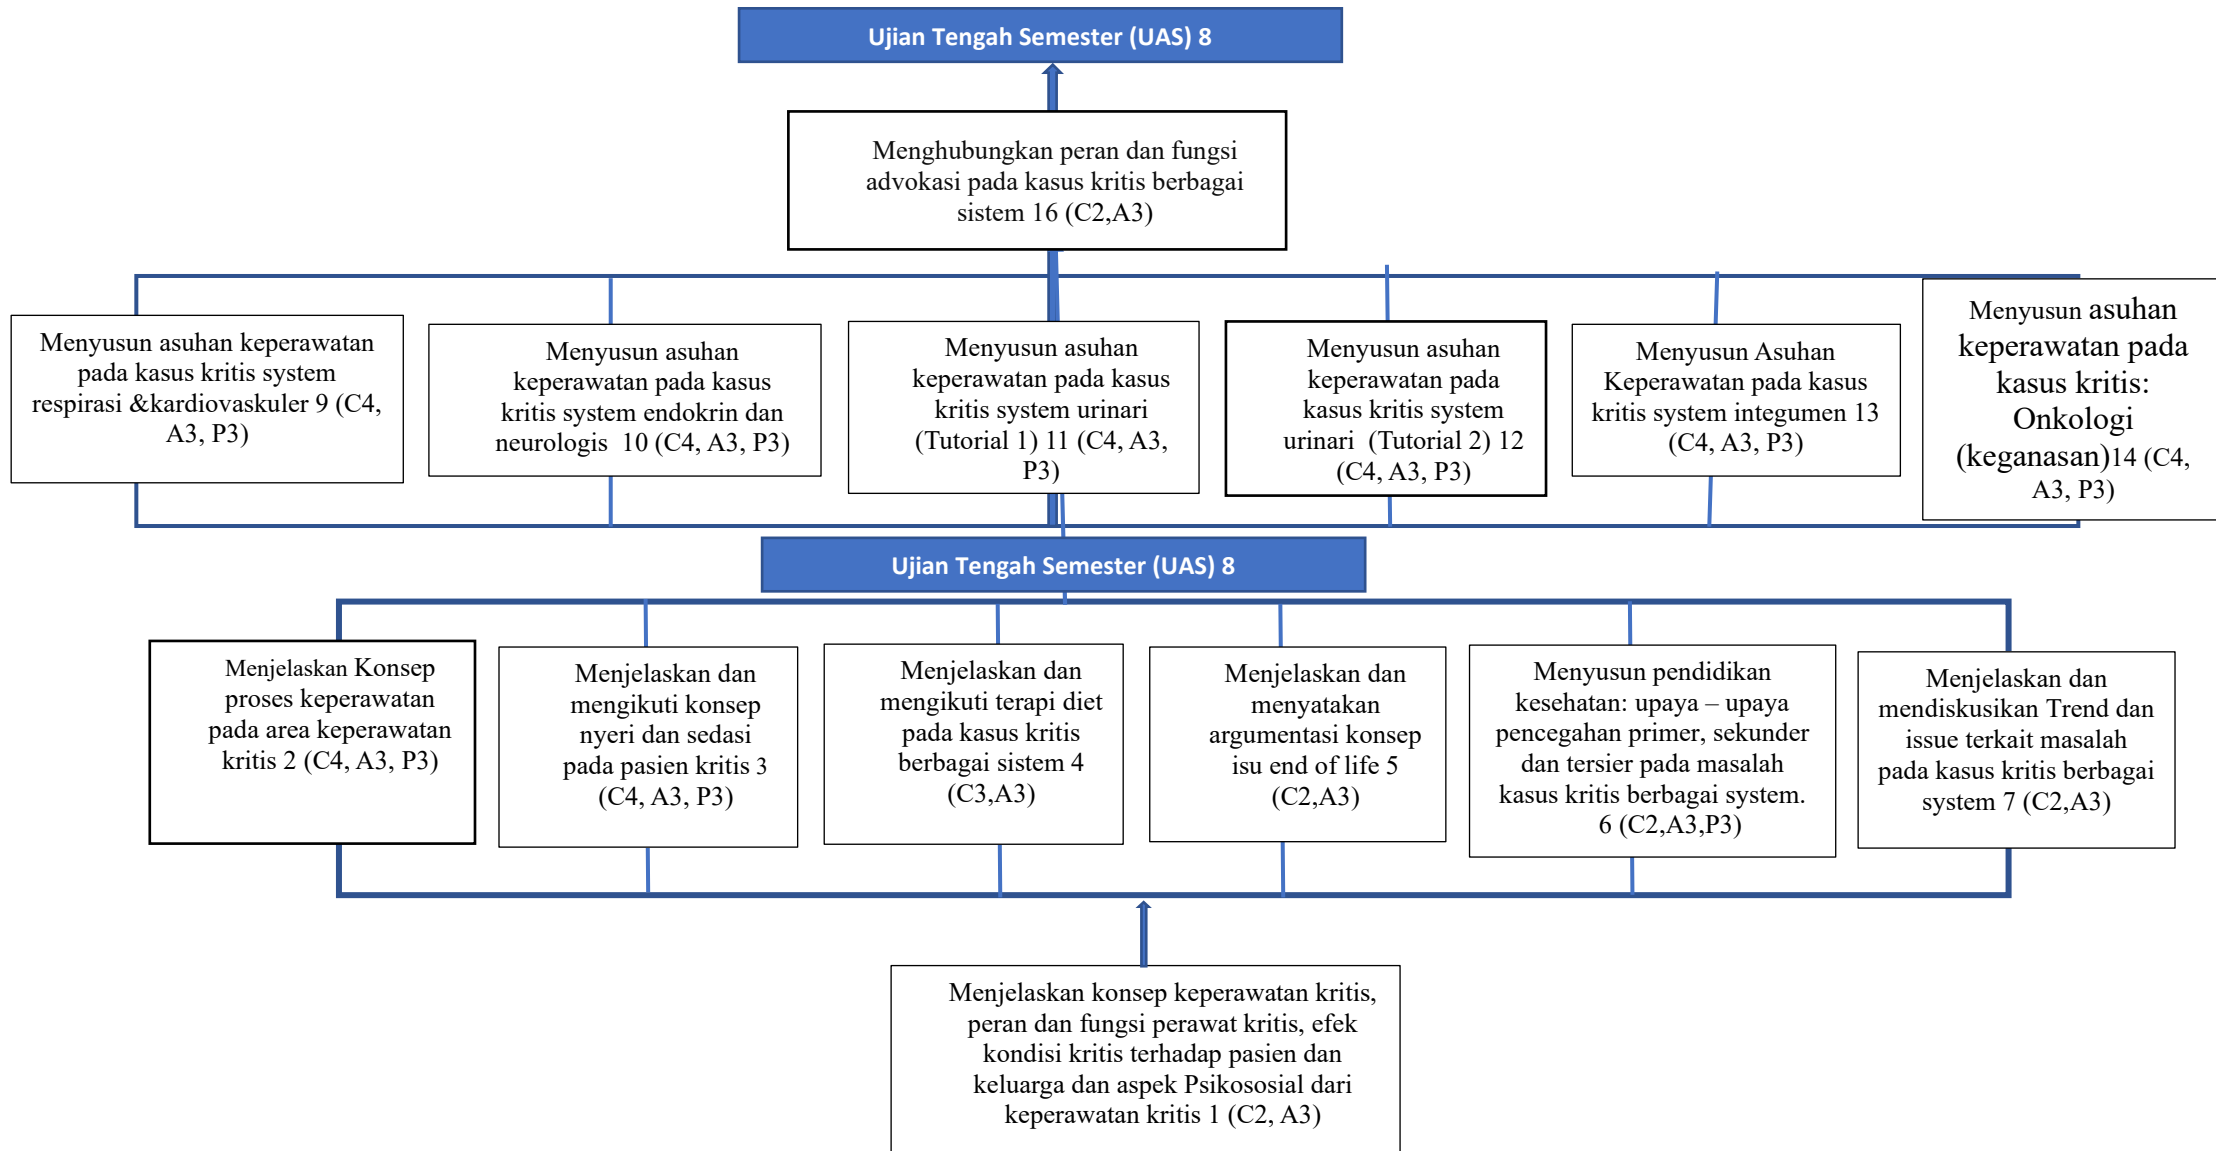 Ujian Tengah Semester (UAS) 8
Menghubungkan peran dan fungsi
advokasi pada kasus kritis berbagai
sistem 16 (C2,A3)
Menyusun asuhan keperawatan
pada kasus kritis system
respirasi &kardiovaskuler 9 (C4,
A3, P3)
Menyusun asuhan
keperawatan pada kasus
kritis system endokrin dan
neurologis  10 (C4, A3, P3)
Menyusun asuhan
keperawatan pada kasus
kritis system urinari
(Tutorial 1) 11 (C4, A3,
P3)
Menyusun asuhan
keperawatan pada
kasus kritis system
urinari  (Tutorial 2) 12
(C4, A3, P3)
Menyusun Asuhan
Keperawatan pada kasus
kritis system integumen 13
(C4, A3, P3)
Menyusun asuhan
keperawatan pada
kasus kritis:
Onkologi
(keganasan)14 (C4,
A3, P3)
Ujian Tengah Semester (UAS) 8
Menjelaskan Konsep
proses keperawatan
pada area keperawatan
kritis 2 (C4, A3, P3)
Menjelaskan dan
mengikuti konsep
nyeri dan sedasi
pada pasien kritis 3
(C4, A3, P3)
Menjelaskan dan
mengikuti terapi diet
pada kasus kritis
berbagai sistem 4
(C3,A3)
Menjelaskan dan
menyatakan
argumentasi konsep
isu end of life 5
(C2,A3)
Menyusun pendidikan
kesehatan: upaya – upaya
pencegahan primer, sekunder
dan tersier pada masalah
kasus kritis berbagai system.
6 (C2,A3,P3)
Menjelaskan dan
mendiskusikan Trend dan
issue terkait masalah
pada kasus kritis berbagai
system 7 (C2,A3)
Menjelaskan konsep keperawatan kritis,
peran dan fungsi perawat kritis, efek
kondisi kritis terhadap pasien dan
keluarga dan aspek Psikososial dari
keperawatan kritis 1 (C2, A3)